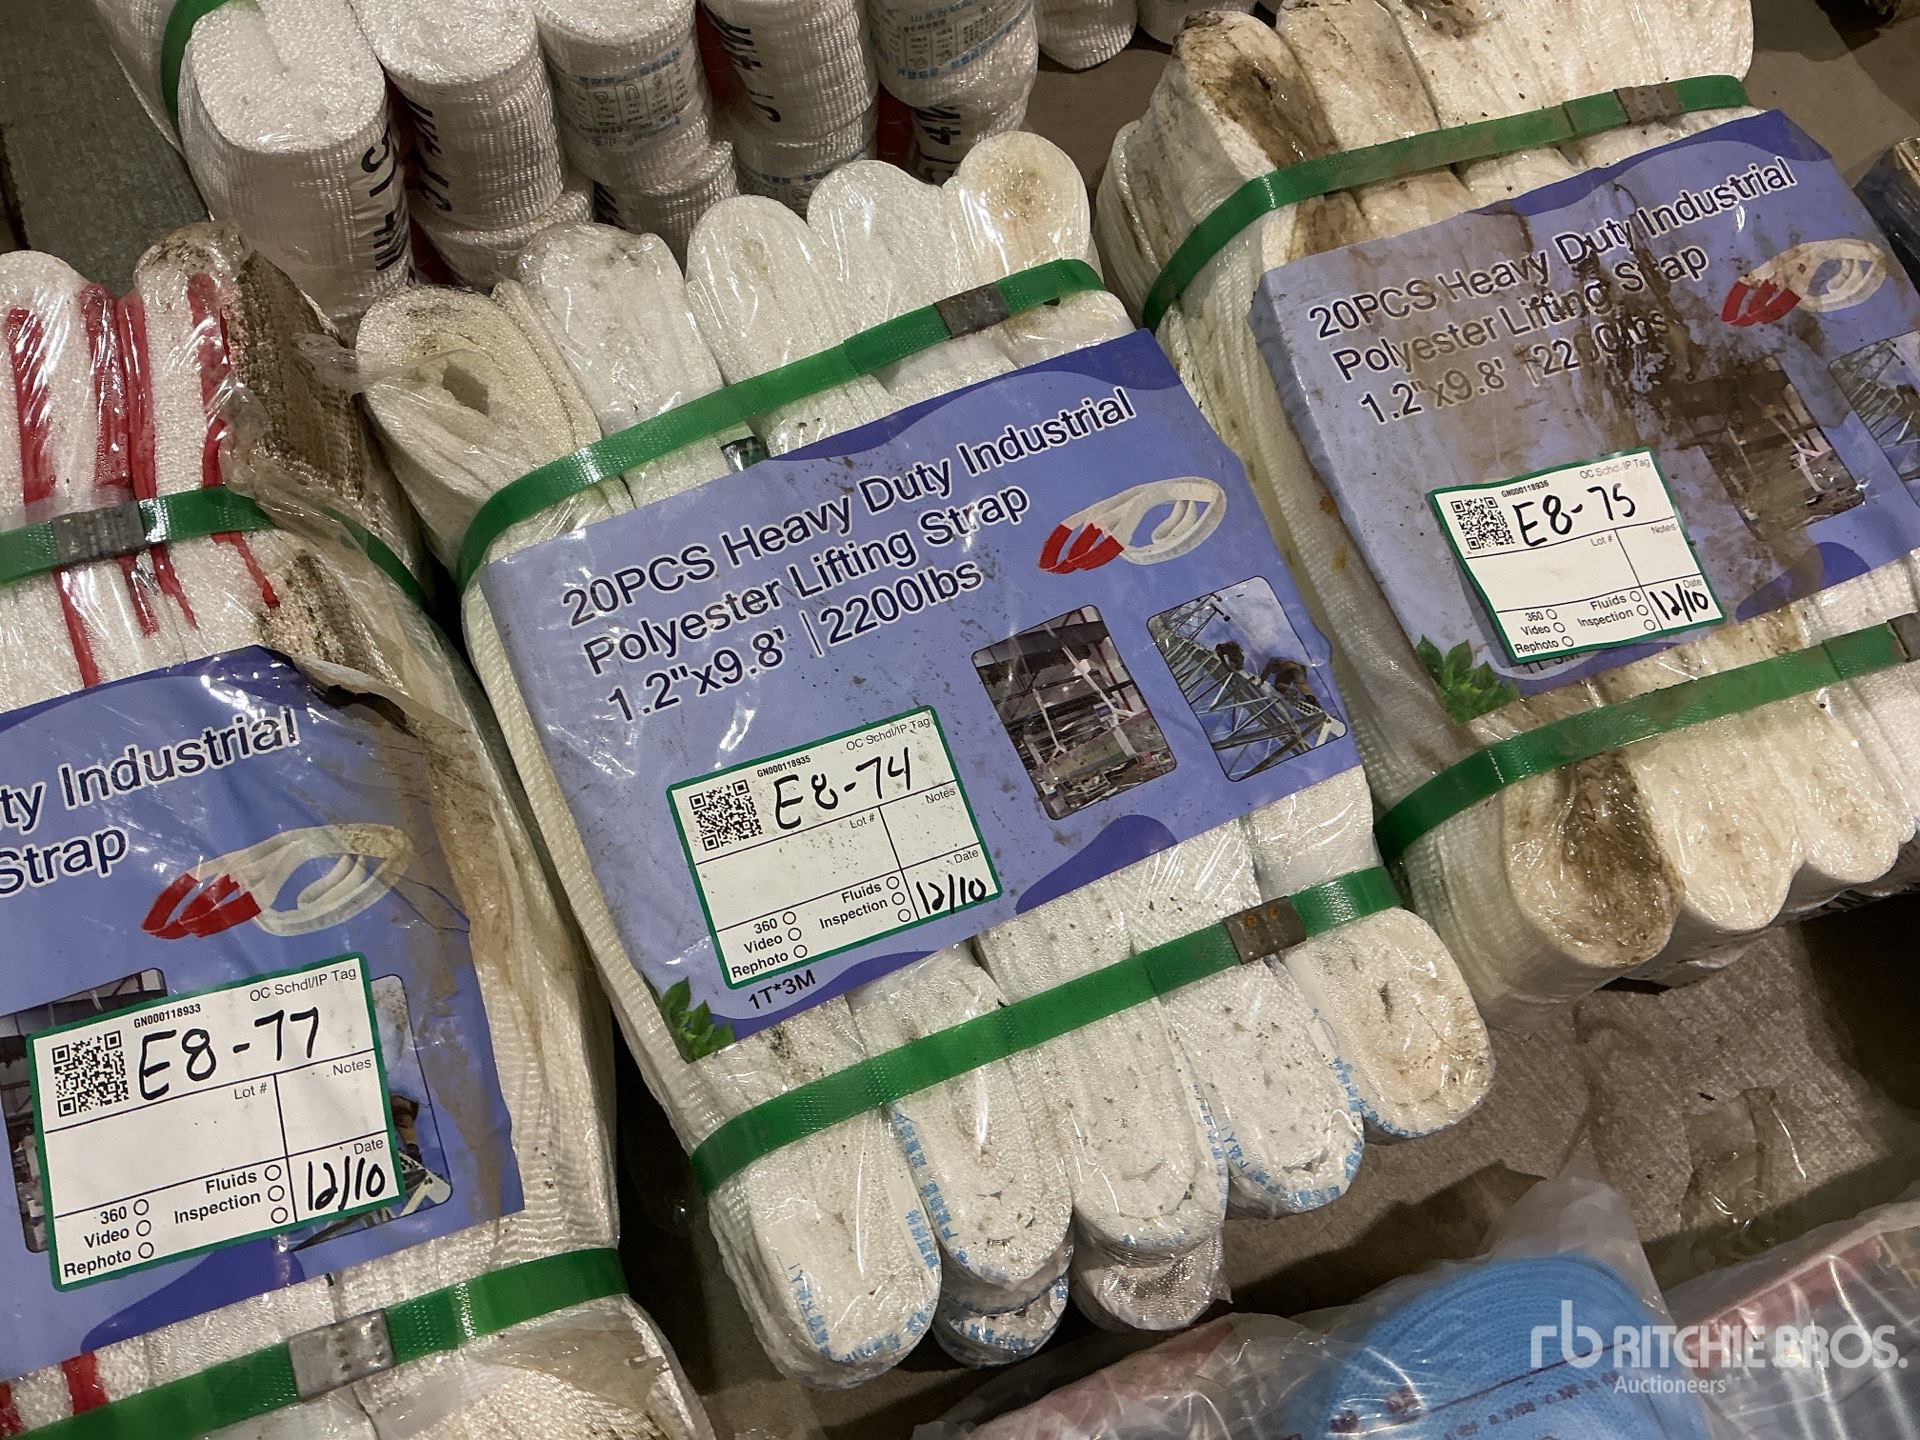 20PCS Heavy Duty Industrial
Polyester Lifting Strap
1.2"x9.8' | 2200lbs
OC Schdl/IP Tag
GN000118935
E8-74
Lot #
Notes
Date
12/10
360
Video
Rephoto
Fluids
Inspection
1T*3M
20PCS Heavy Duty Industrial
Polyester Lifting Strap
1.2"x9.8' | 2200lbs
OC Schdl/IP Tag
GN000118936
E8-75
Lot #
Notes
Date
12/10
360
Video
Rephoto
Fluids
Inspection
ty Industrial
Strap
OC Schdl/IP Tag
GN000118933
E8-77
Lot #
Notes
Date
12/10
360
Video
Rephoto
Fluids
Inspection
rb RITCHIE BROS.
Auctioneers